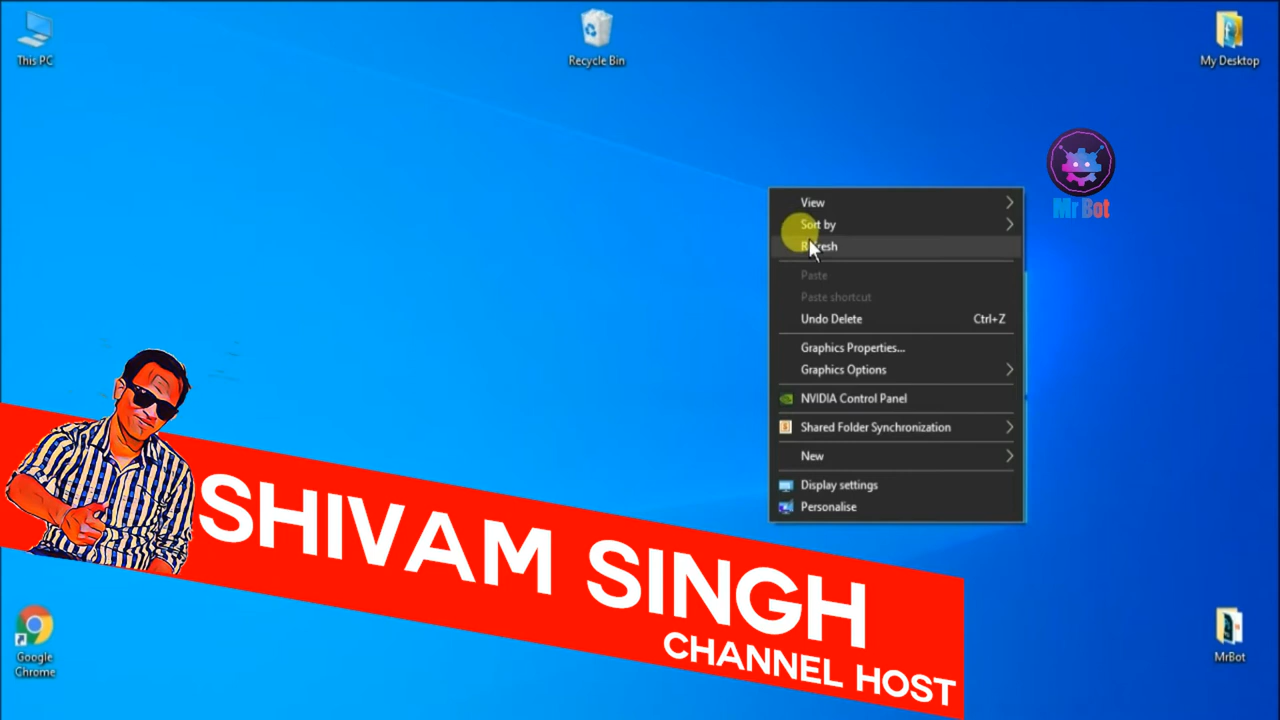 This PC
Recycle Bin
My Desktop
Mr Bot
View
Sort by
Refresh
Paste
Paste shortcut
Undo Delete Ctrl+Z
Graphics Properties...
Graphics Options
NVIDIA Control Panel
Shared Folder Synchronization
New
Display settings
Personalise
SHIVAM SINGH
CHANNEL HOST
Google
Chrome
MrBot